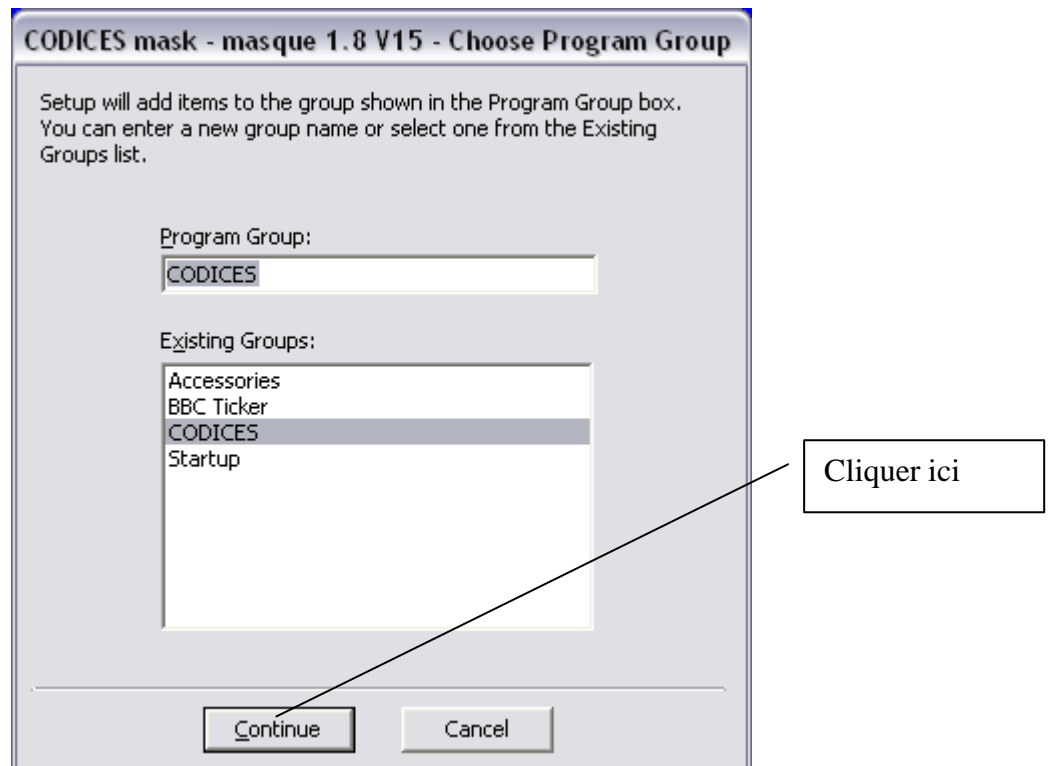 CODICES mask - masque 1.8 V15 - Choose Program Group
Setup will add items to the group shown in the Program Group box.
You can enter a new group name or select one from the Existing
Groups list.
Program Group:
CODICES
Existing Groups:
Accessories
BBC Ticker
CODICES
Startup
Cliquer ici
Continue
Cancel